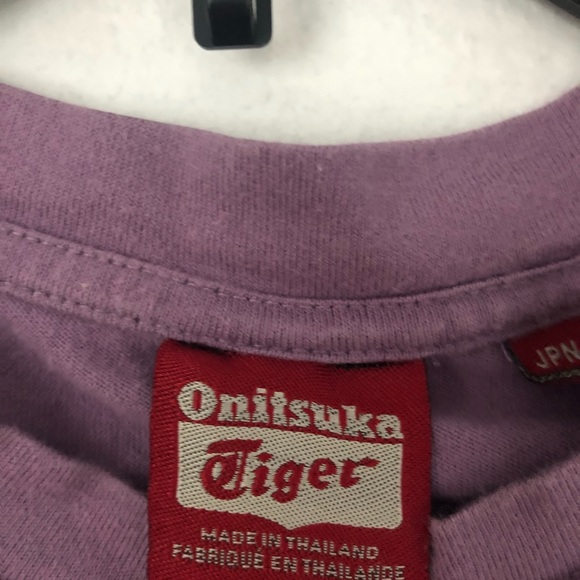 JPN
Onitsuka
Tiger
MADE IN THAILAND
FABRIQUÉ EN THAILANDE